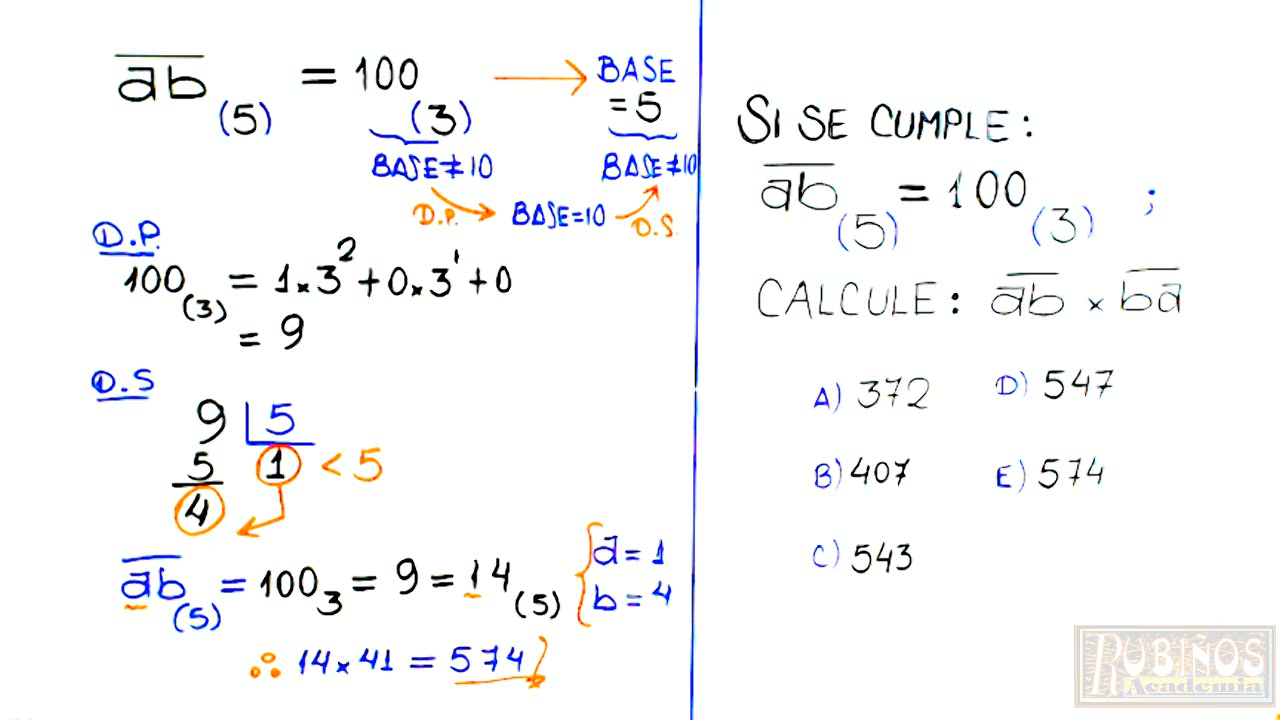 ab(5) = 100(3) → BASE = 5
BASE ≠ 10
BASE ≠ 10
D.P. BASE = 10 D.S.
D.P.
100(3) = 1 × 3² + 0 × 3¹ + 0
= 9
D.S
9 | 5
5 1 < 5
4
ab(5) = 100₃ = 9 = 14(5)
a = 1
b = 4
∴ 14 × 41 = 574
SI SE CUMPLE:
ab(5) = 100(3) ;
CALCULE: ab × ba
A) 372
D) 547
B) 407
E) 574
C) 543
RUBIÑOS
Academia